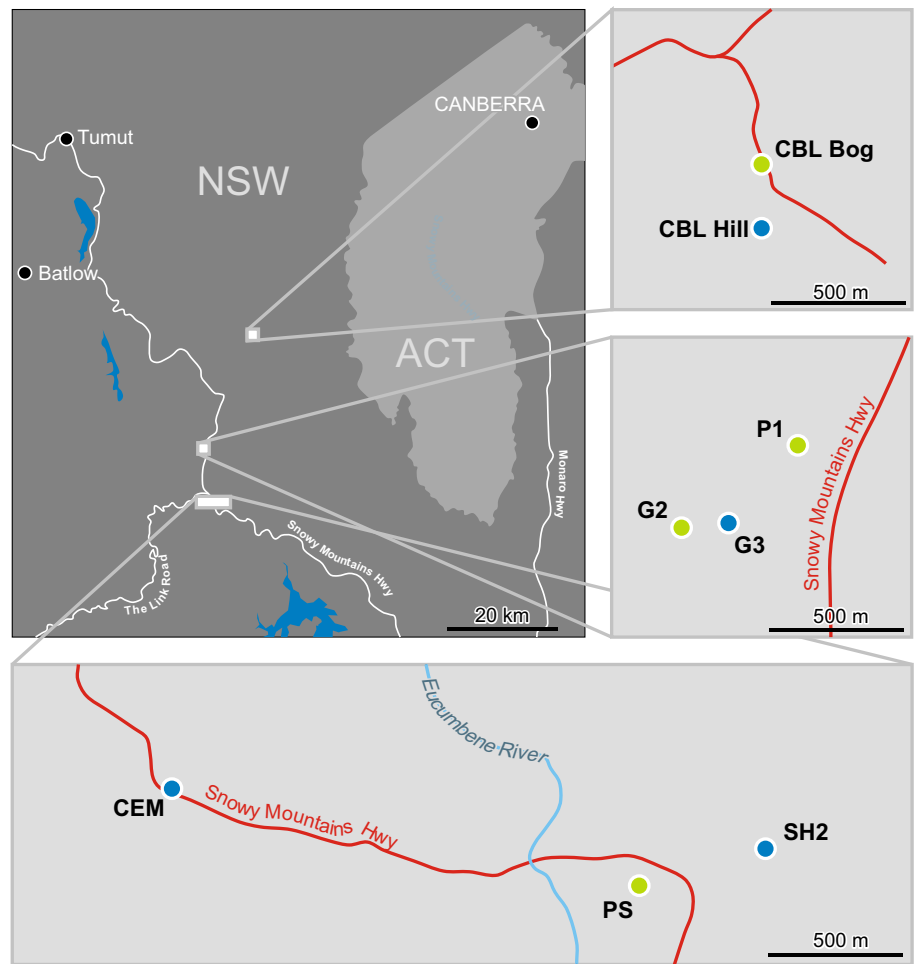 CANBERRA
Tumut
NSW
Batlow
ACT
Monaro Hwy
Snowy Mountains Hwy
The Link Road
20 km
CBL Bog
CBL Hill
500 m
P1
Snowy Mountains Hwy
G2
G3
500 m
Eucumbene River
CEM
Snowy Mountains Hwy
SH2
PS
500 m